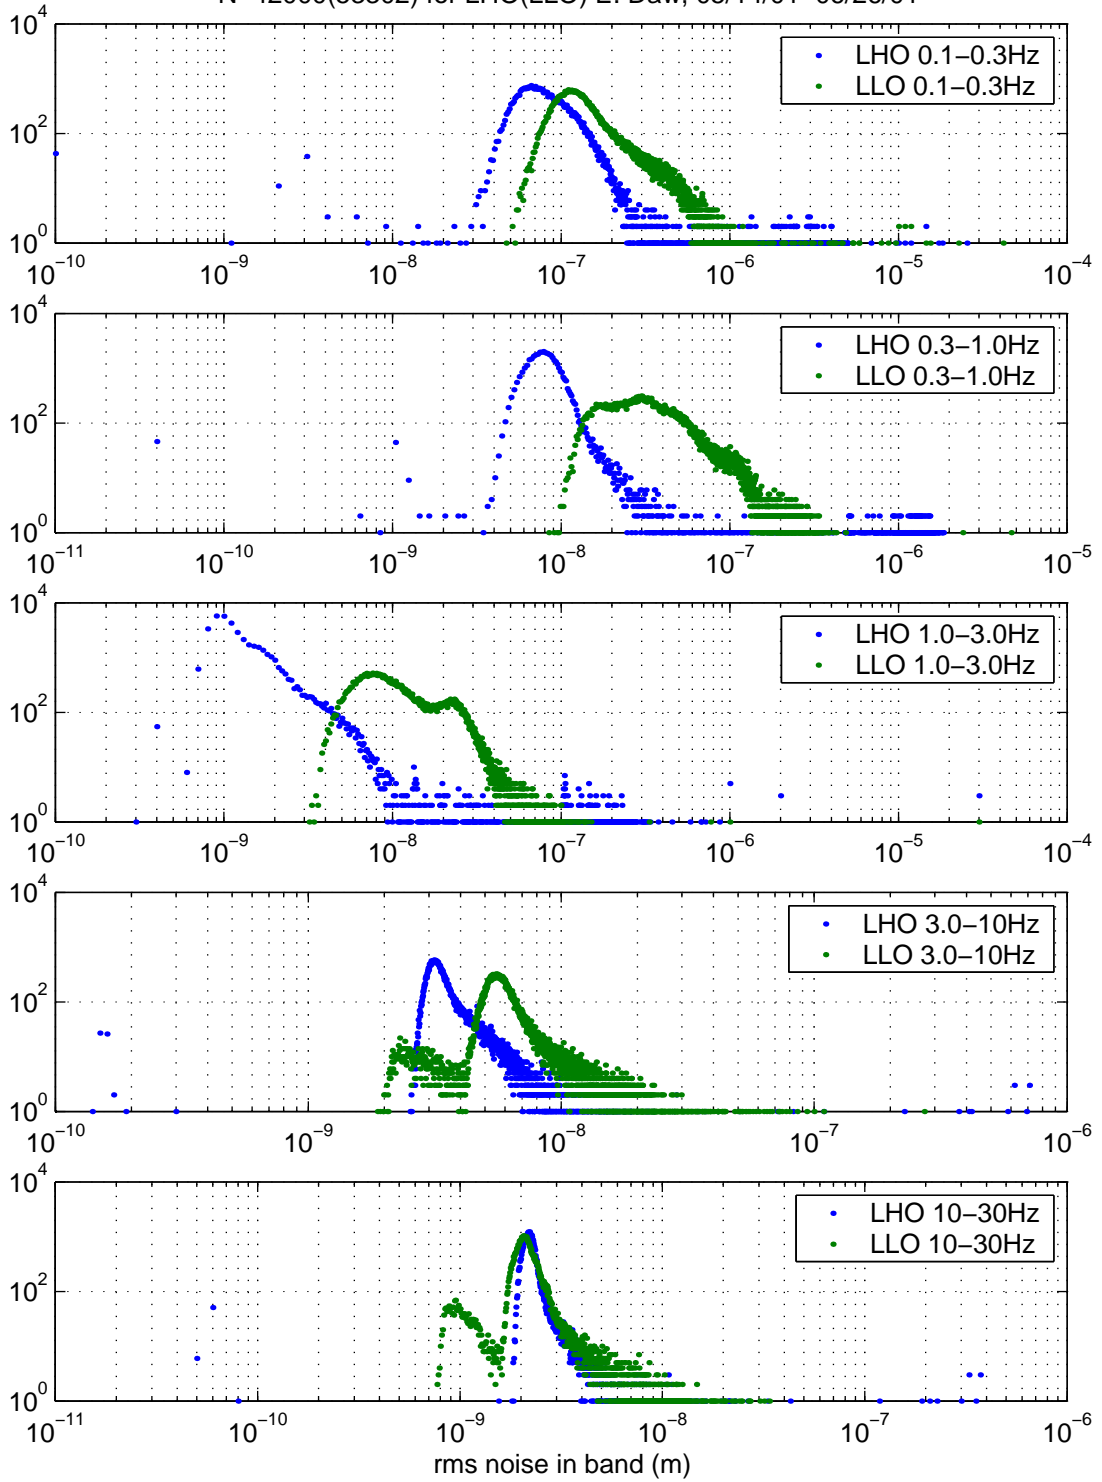 LHO 0.1−0.3Hz
LLO 0.1−0.3Hz
10^4
10^2
10^0
10^−10 10^−9 10^−8 10^−7 10^−6 10^−5 10^−4
LHO 0.3−1.0Hz
LLO 0.3−1.0Hz
10^4
10^2
10^0
10^−11 10^−10 10^−9 10^−8 10^−7 10^−6 10^−5
LHO 1.0−3.0Hz
LLO 1.0−3.0Hz
10^4
10^2
10^0
10^−10 10^−9 10^−8 10^−7 10^−6 10^−5 10^−4
LHO 3.0−10Hz
LLO 3.0−10Hz
10^4
10^2
10^0
10^−10 10^−9 10^−8 10^−7 10^−6
LHO 10−30Hz
LLO 10−30Hz
10^4
10^2
10^0
10^−11 10^−10 10^−9 10^−8 10^−7 10^−6
rms noise in band (m)